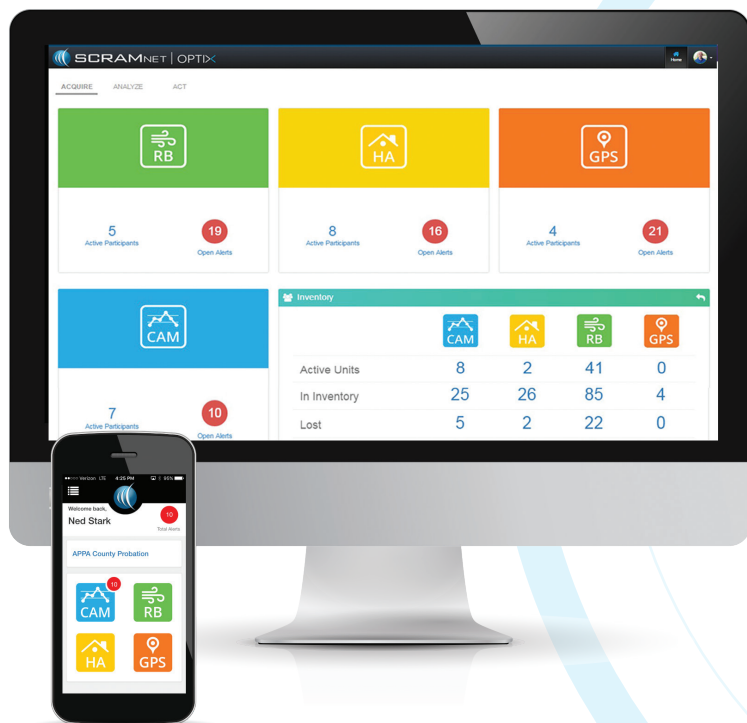 SCRAMNET | OPTIX
Home
ACQUIRE ANALYZE ACT
RB
HA
GPS
5
Active Participants
19
Open Alerts
8
Active Participants
16
Open Alerts
4
Active Participants
21
Open Alerts
CAM
7
Active Participants
10
Open Alerts
Inventory
CAM HA RB GPS
Active Units 8 2 41 0
In Inventory 25 26 85 4
Lost 5 2 22 0
Verizon LTE 4:25 PM 95%
Welcome back,
Ned Stark
10
Total Alerts
APPA County Probation
10
CAM
RB
HA
GPS